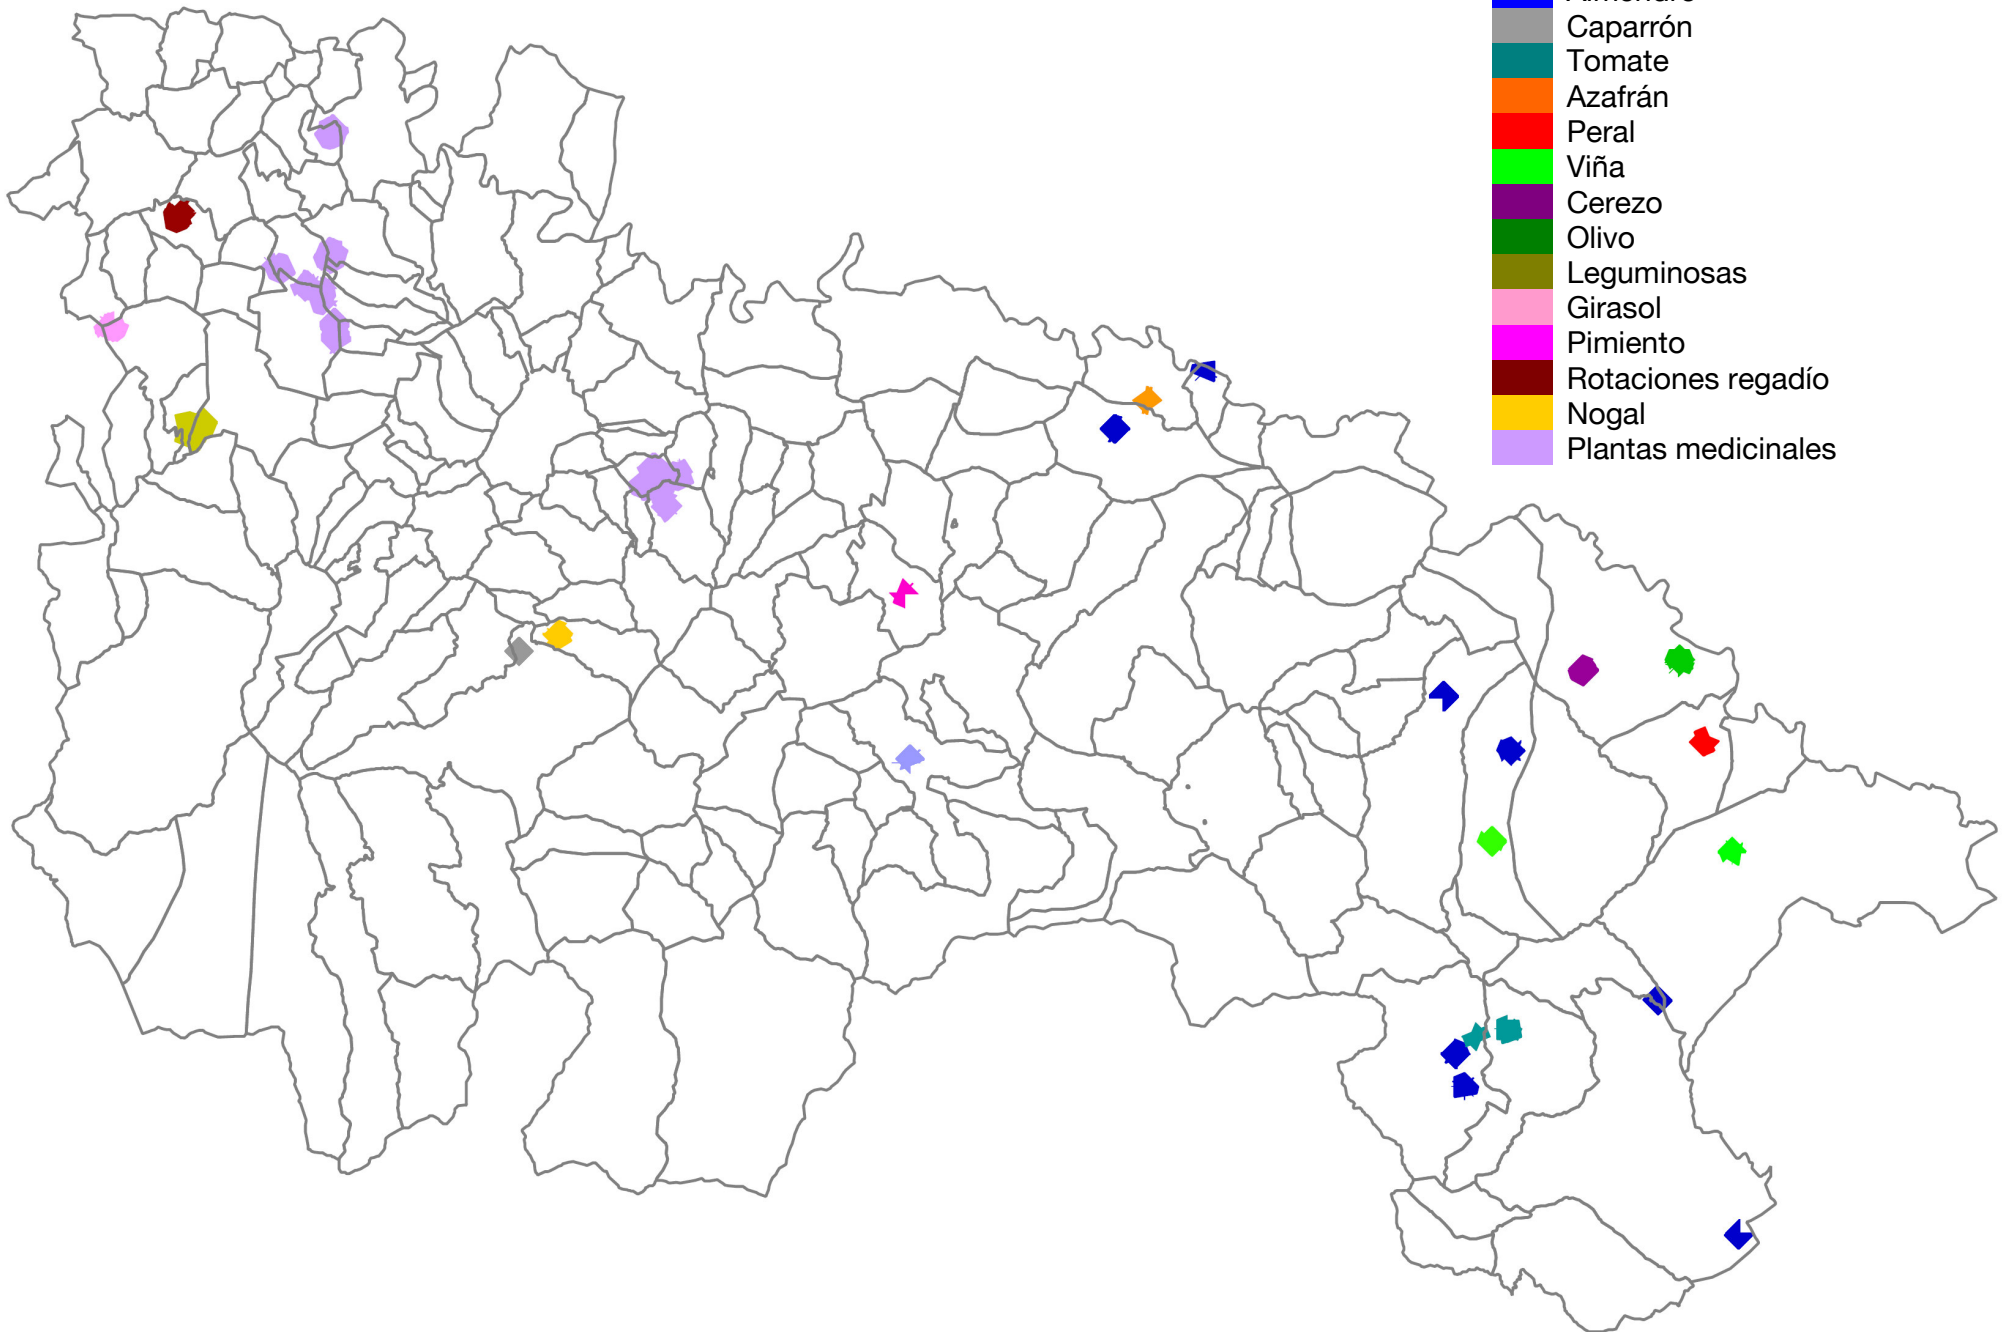 Caparrón
Tomate
Azafrán
Peral
Viña
Cerezo
Olivo
Leguminosas
Girasol
Pimiento
Rotaciones regadío
Nogal
Plantas medicinales